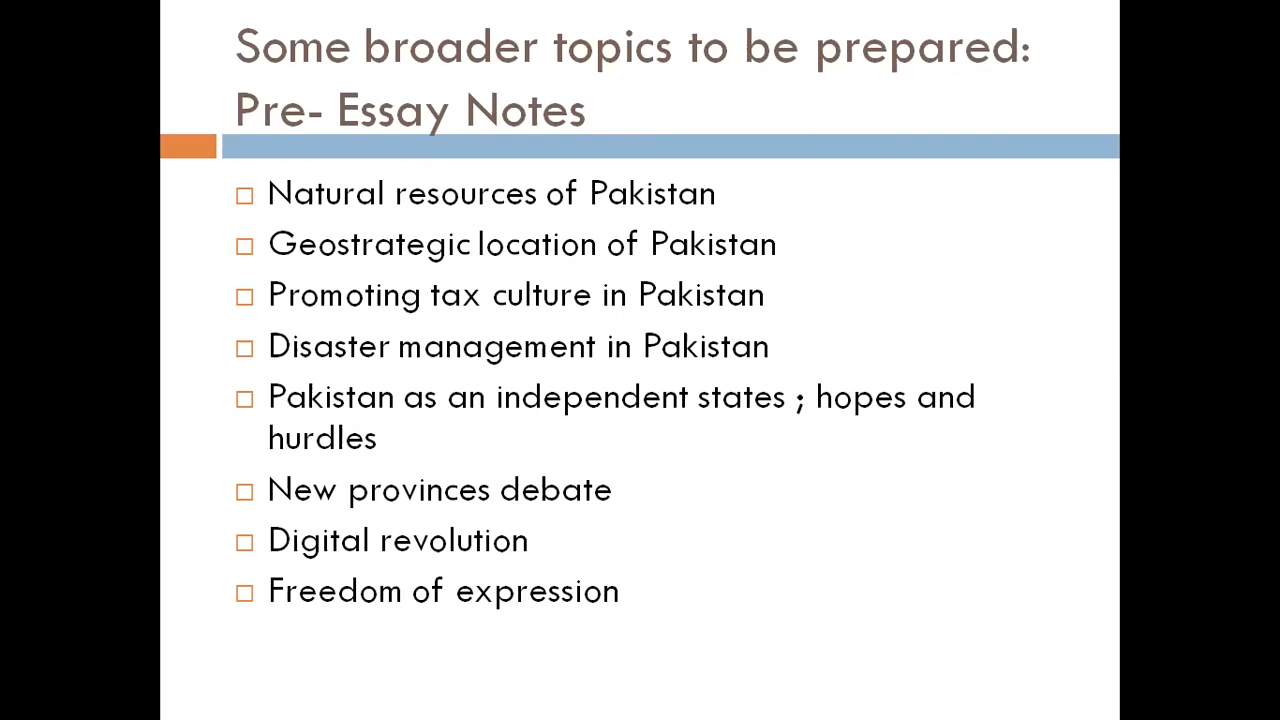 Some broader topics to be prepared:
Pre- Essay Notes
Natural resources of Pakistan
Geostrategic location of Pakistan
Promoting tax culture in Pakistan
Disaster management in Pakistan
Pakistan as an independent states ; hopes and
hurdles
New provinces debate
Digital revolution
Freedom of expression